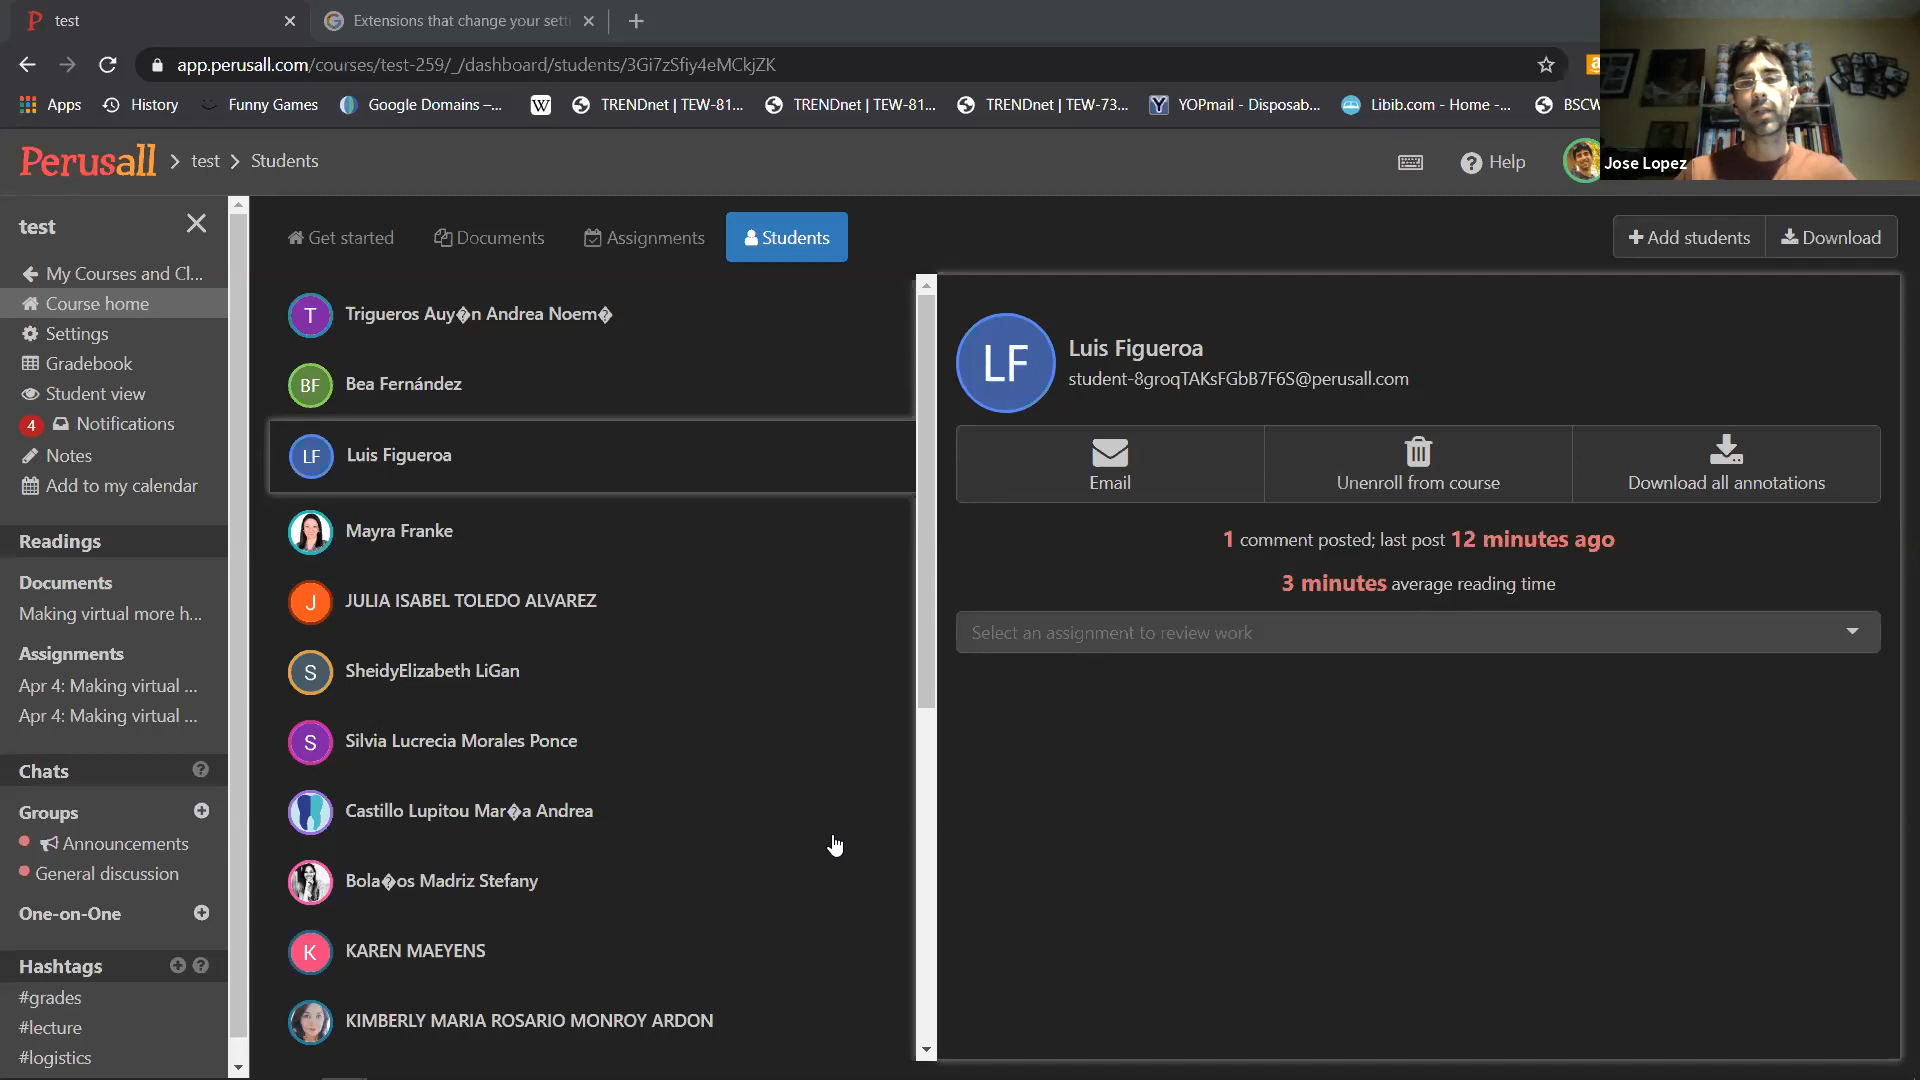 test
Extensions that change your sett
app.perusall.com/courses/test-259/_/dashboard/students/3Gi7zSfiy4eMCkjZK
Apps
History
Funny Games
Google Domains –...
W
TRENDnet | TEW-81...
TRENDnet | TEW-81...
TRENDnet | TEW-73...
YOPmail - Disposab...
Libib.com - Home -...
BSCW
Jose Lopez
Perusall > test > Students
Help
test
My Courses and Cl...
Course home
Settings
Gradebook
Student view
4 Notifications
Notes
Add to my calendar
Readings
Documents
Making virtual more h...
Assignments
Apr 4: Making virtual ...
Apr 4: Making virtual ...
Chats
Groups
Announcements
General discussion
One-on-One
Hashtags
#grades
#lecture
#logistics
Get started
Documents
Assignments
Students
Add students
Download
T Trigueros Auy�n Andrea Noem�
BF Bea Fernández
LF Luis Figueroa
Mayra Franke
J JULIA ISABEL TOLEDO ALVAREZ
S SheidyElizabeth LiGan
S Silvia Lucrecia Morales Ponce
Castillo Lupitou Mar�a Andrea
Bola�os Madriz Stefany
K KAREN MAEYENS
KIMBERLY MARIA ROSARIO MONROY ARDON
LF
Luis Figueroa
student-8groqTAKsFGbB7F6S@perusall.com
Email
Unenroll from course
Download all annotations
1 comment posted; last post 12 minutes ago
3 minutes average reading time
Select an assignment to review work